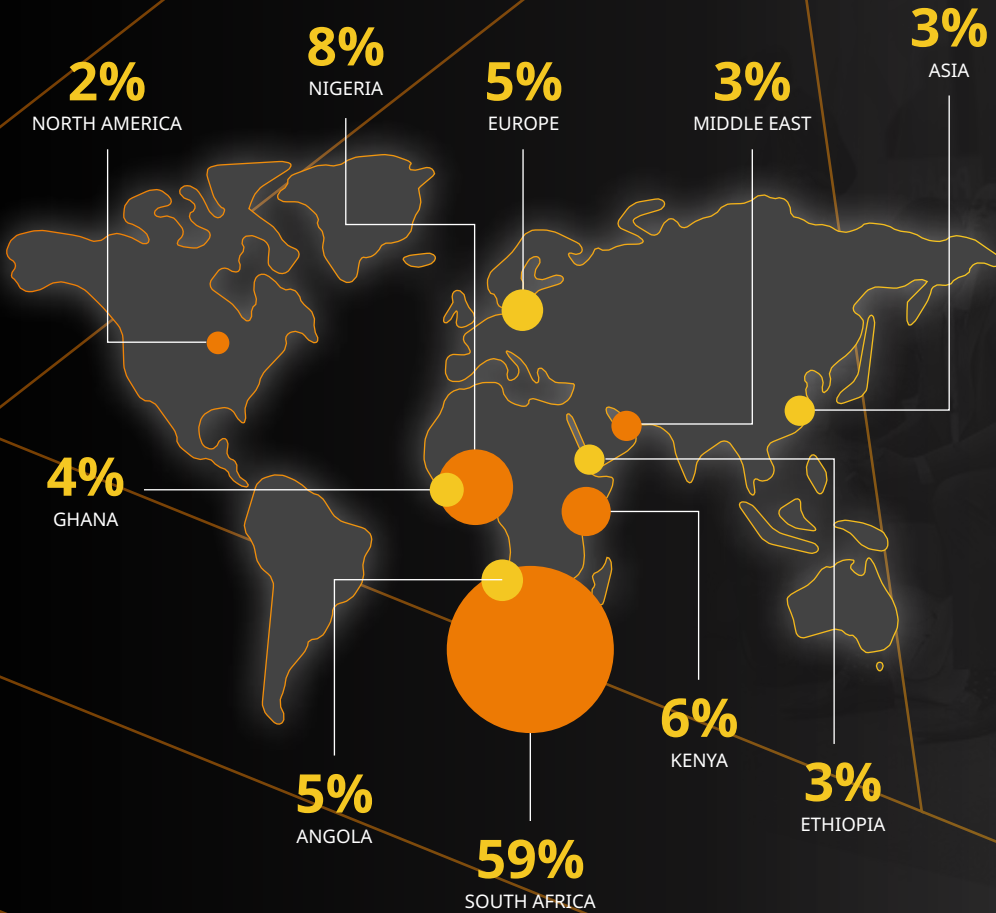 2%
NORTH AMERICA
8%
NIGERIA
5%
EUROPE
3%
MIDDLE EAST
3%
ASIA
4%
GHANA
5%
ANGOLA
59%
SOUTH AFRICA
6%
KENYA
3%
ETHIOPIA